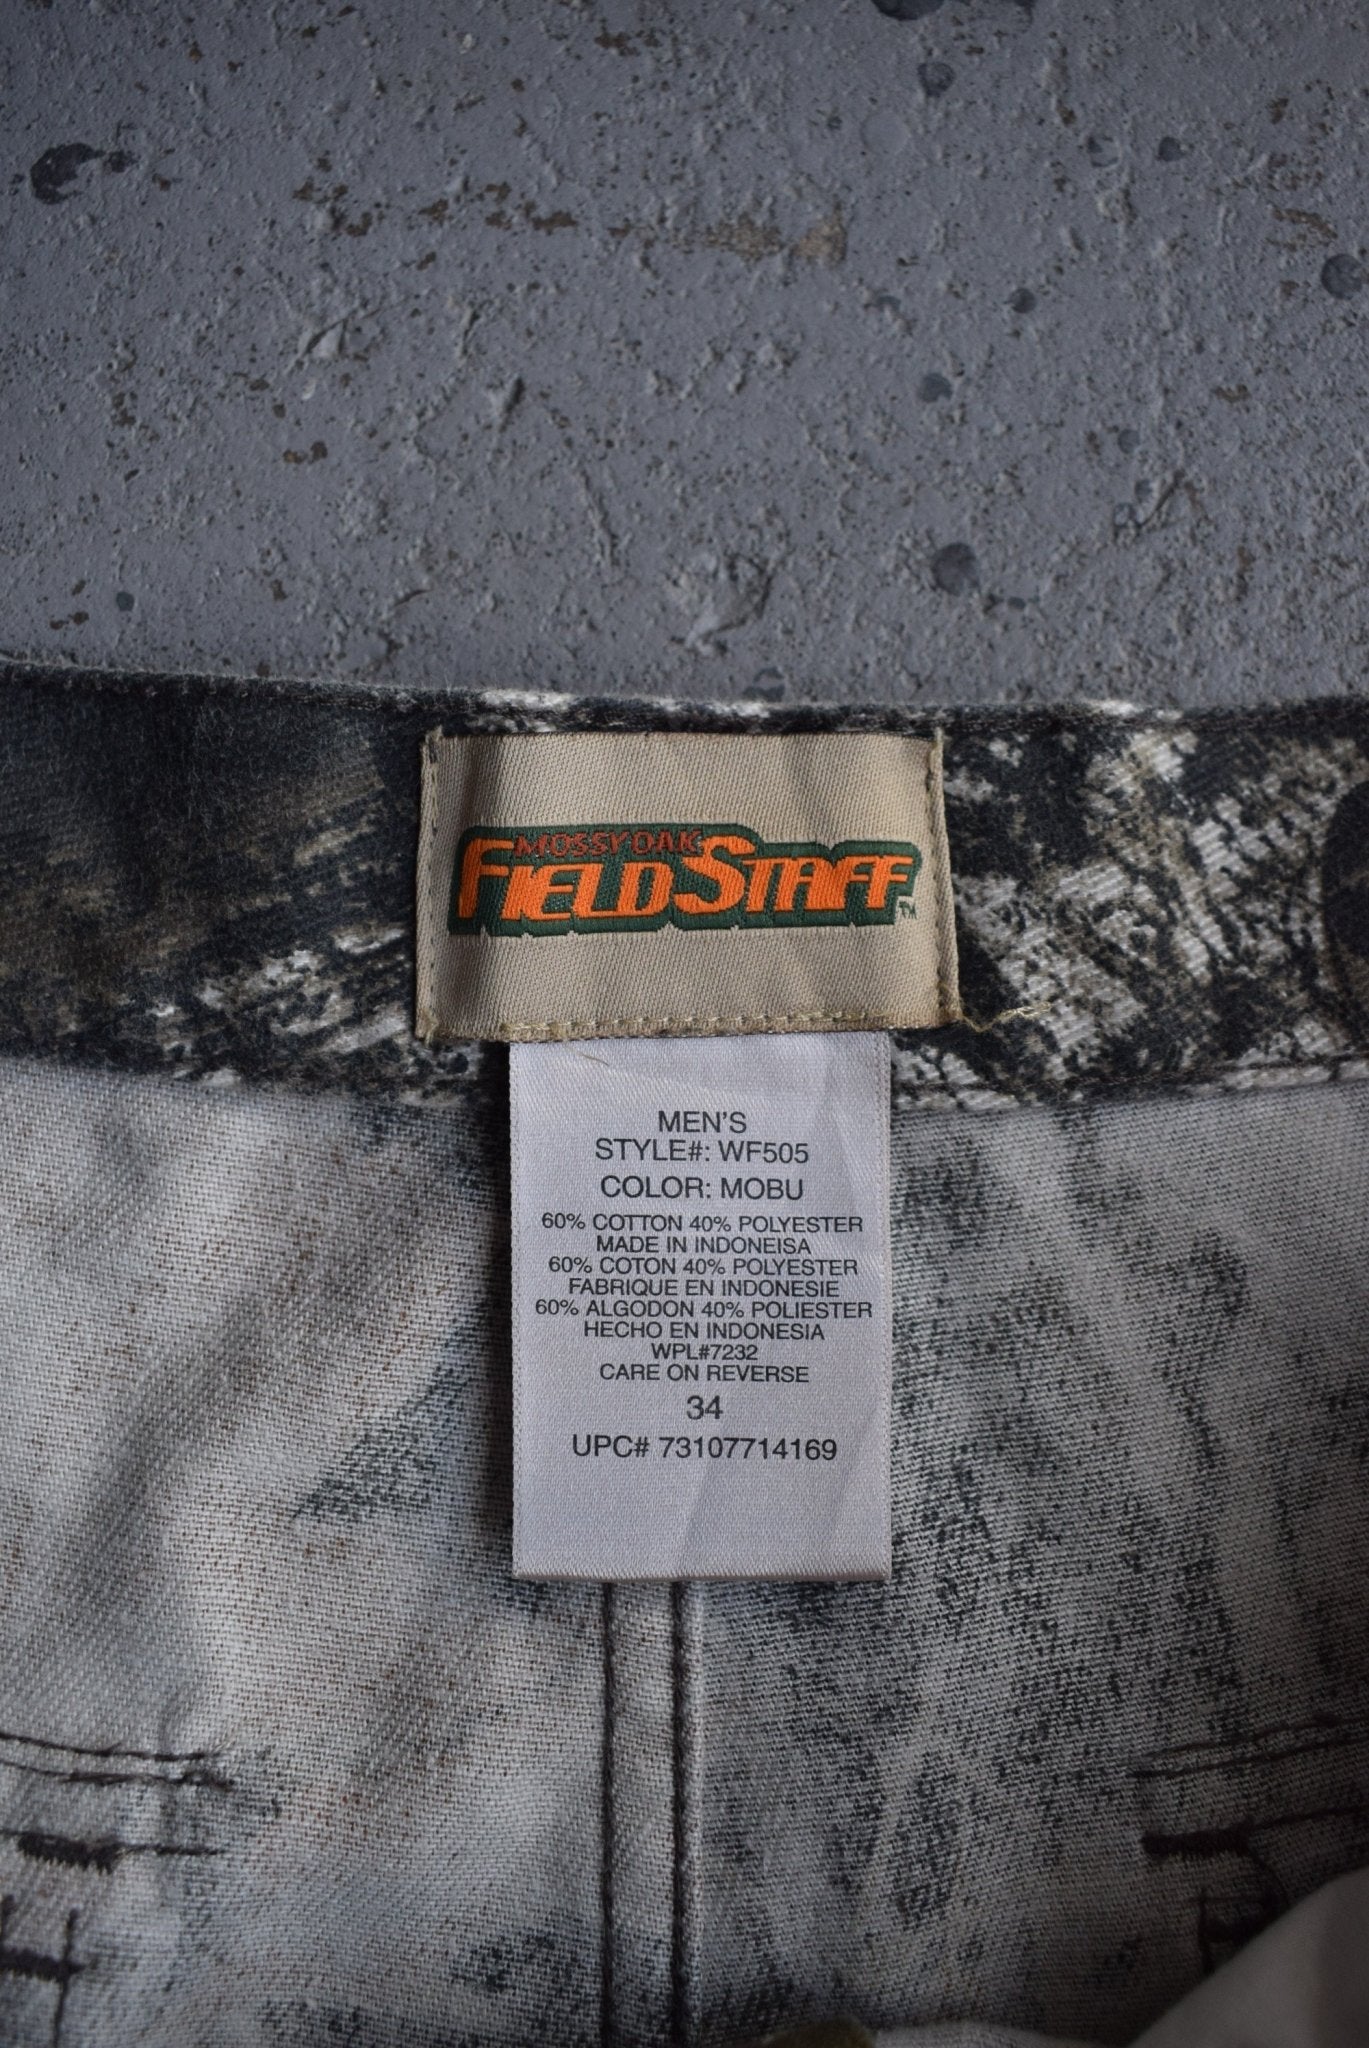 MOSSY OAK
FIELD STAFF
TM
MEN'S
STYLE#: WF505
COLOR: MOBU
60% COTTON 40% POLYESTER
MADE IN INDONEISA
60% COTON 40% POLYESTER
FABRIQUE EN INDONESIE
60% ALGODON 40% POLIESTER
HECHO EN INDONESIA
WPL#7232
CARE ON REVERSE
34
UPC# 73107714169